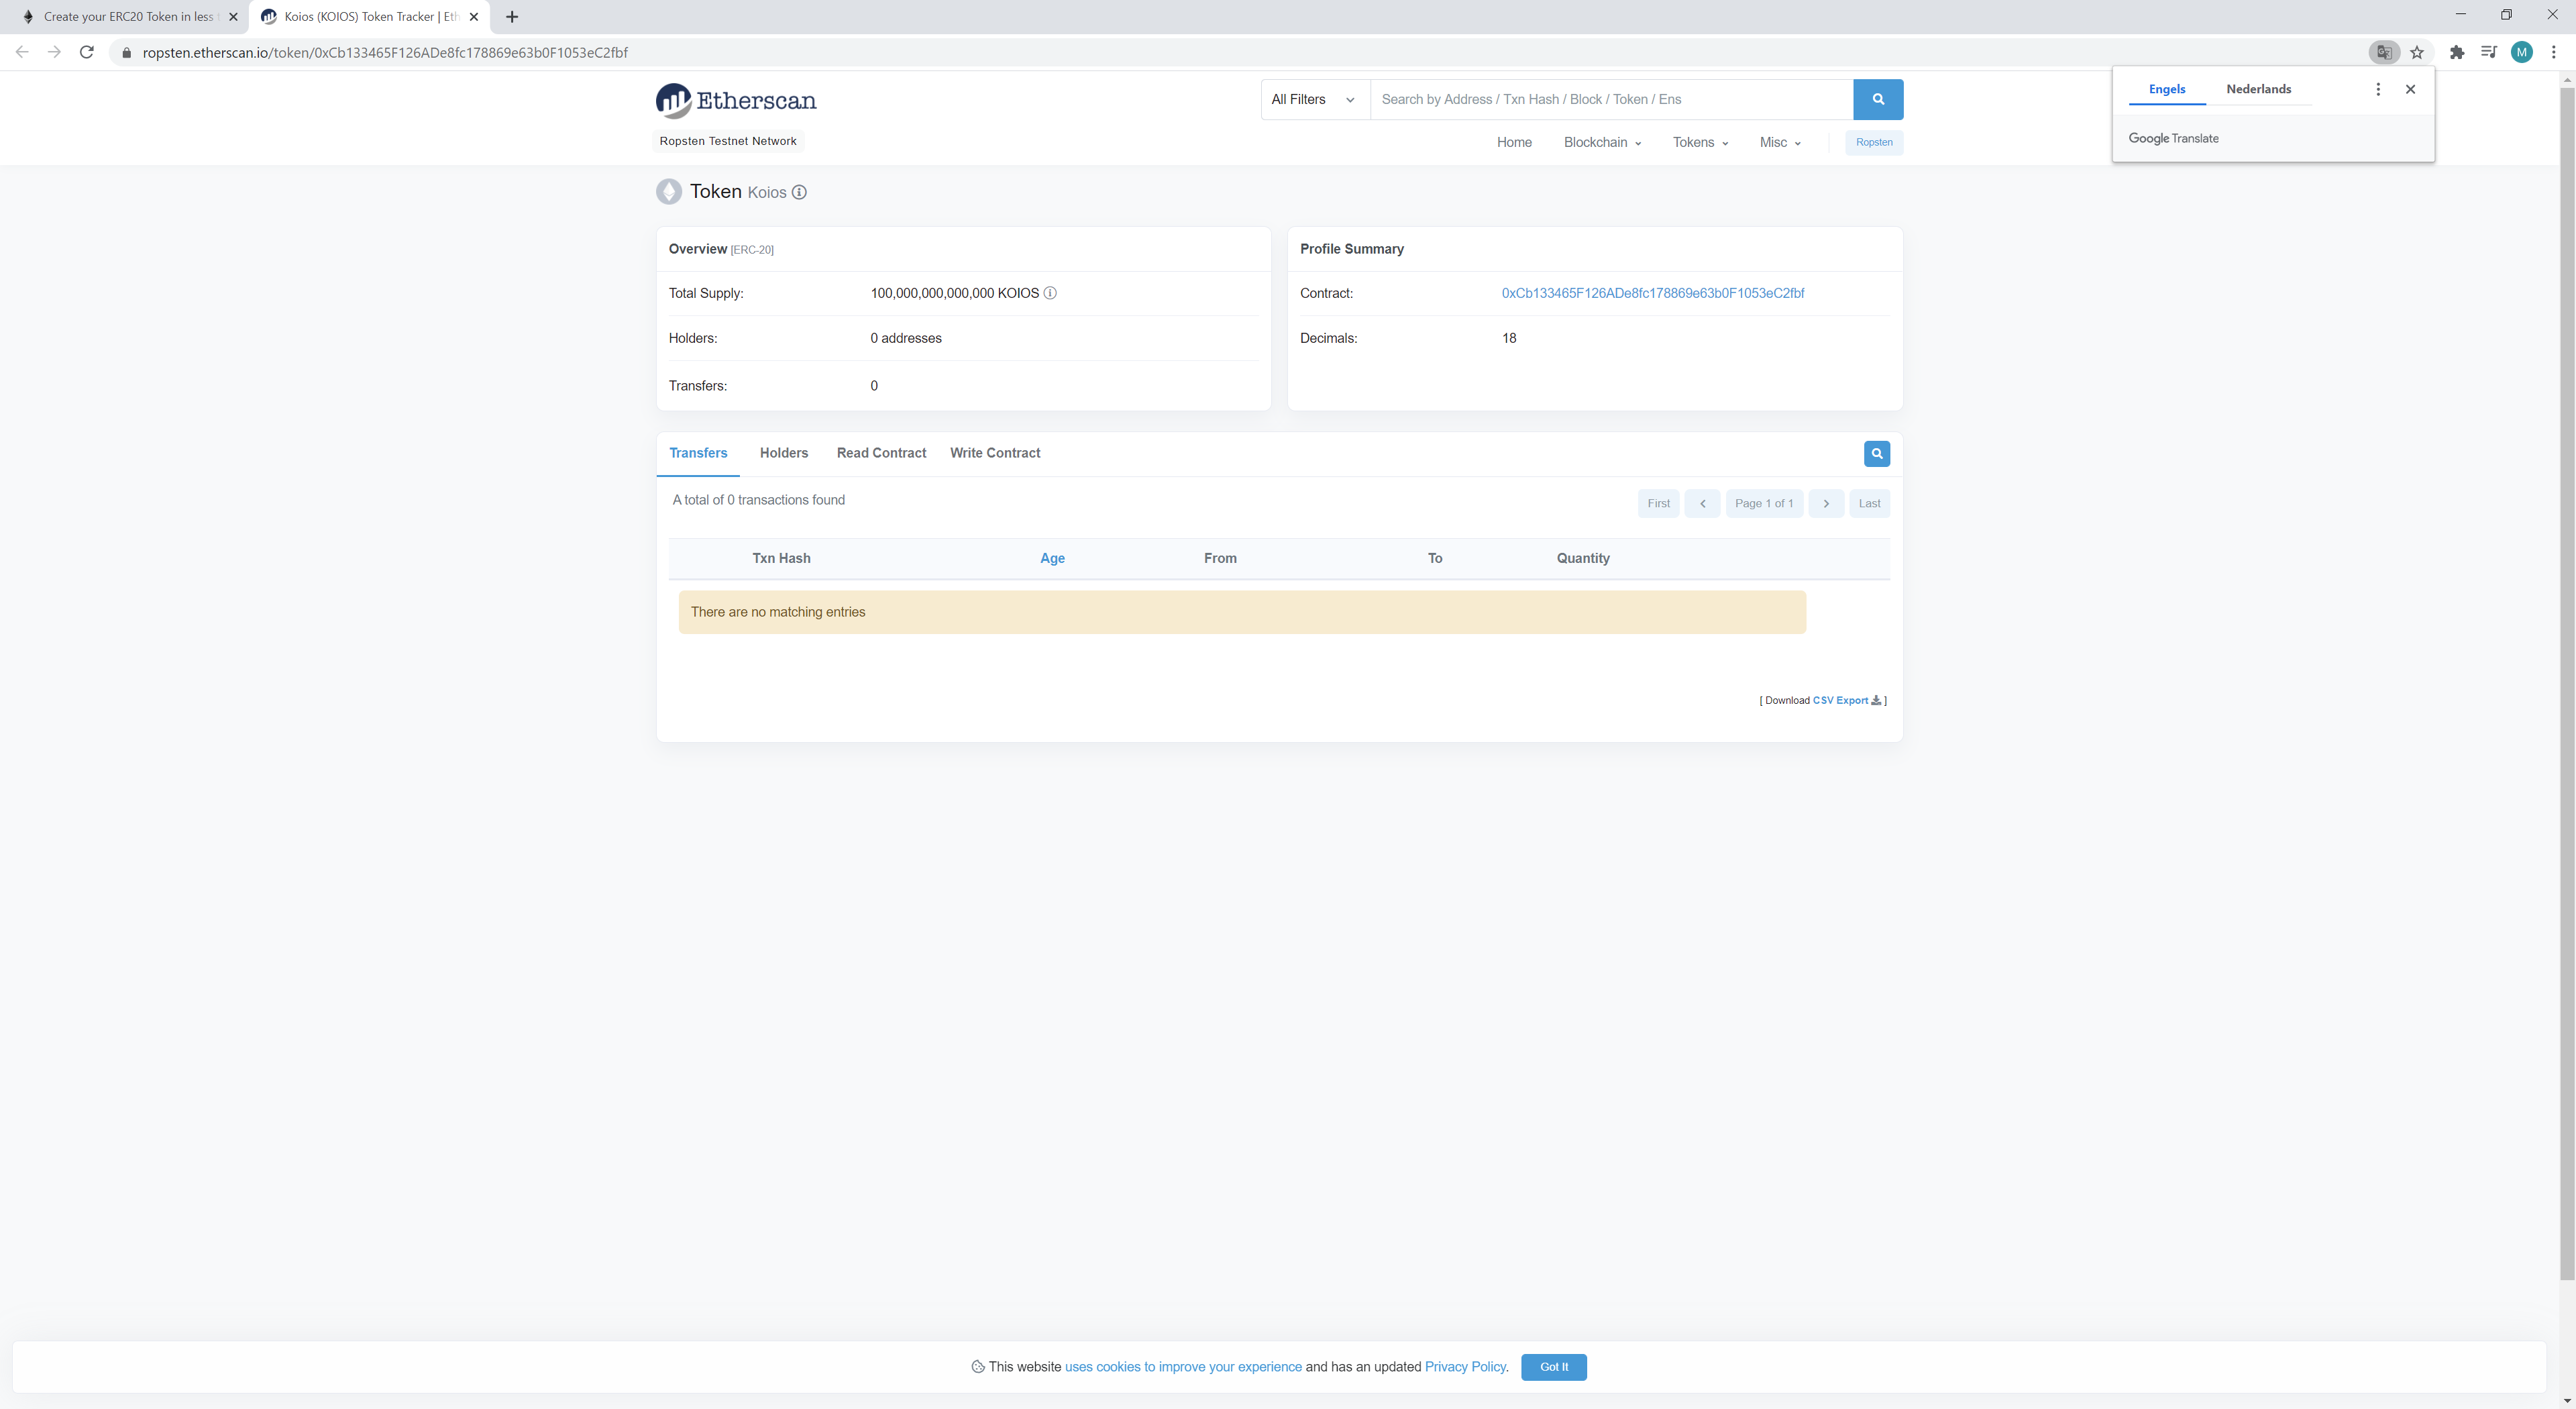 Create your ERC20 Token in less
Koios (KOIOS) Token Tracker | Eth
ropsten.etherscan.io/token/0xCb133465F126ADe8fc178869e63b0F1053eC2fbf
M
Engels Nederlands
Google Translate
Etherscan
All Filters
Search by Address / Txn Hash / Block / Token / Ens
Ropsten Testnet Network
Home Blockchain Tokens Misc Ropsten
Token Koios
Overview [ERC-20]
Total Supply: 100,000,000,000,000 KOIOS
Holders: 0 addresses
Transfers: 0
Profile Summary
Contract: 0xCb133465F126ADe8fc178869e63b0F1053eC2fbf
Decimals: 18
Transfers Holders Read Contract Write Contract
A total of 0 transactions found
First Page 1 of 1 Last
Txn Hash Age From To Quantity
There are no matching entries
[ Download CSV Export ]
This website uses cookies to improve your experience and has an updated Privacy Policy. Got It